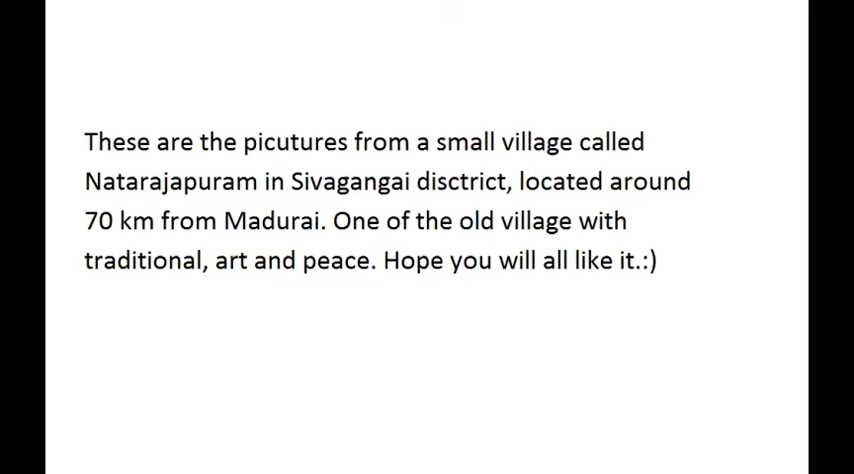 These are the picutures from a small village called
Natarajapuram in Sivagangai disctrict, located around
70 km from Madurai. One of the old village with
traditional, art and peace. Hope you will all like it.:)